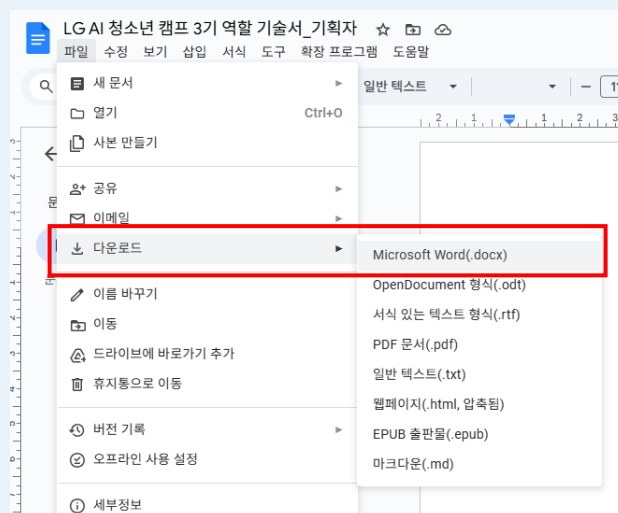 LG AI 청소년 캠프 3기 역할 기술서_기획자
파일 수정 보기 삽입 서식 도구 확장 프로그램 도움말
일반 텍스트
2 1 1 2 3
새 문서
열기 Ctrl+O
사본 만들기
공유
이메일
다운로드
Microsoft Word(.docx)
OpenDocument 형식(.odt)
서식 있는 텍스트 형식(.rtf)
PDF 문서(.pdf)
일반 텍스트(.txt)
웹페이지(.html, 압축됨)
EPUB 출판물(.epub)
마크다운(.md)
이름 바꾸기
이동
드라이브에 바로가기 추가
휴지통으로 이동
버전 기록
오프라인 사용 설정
세부정보